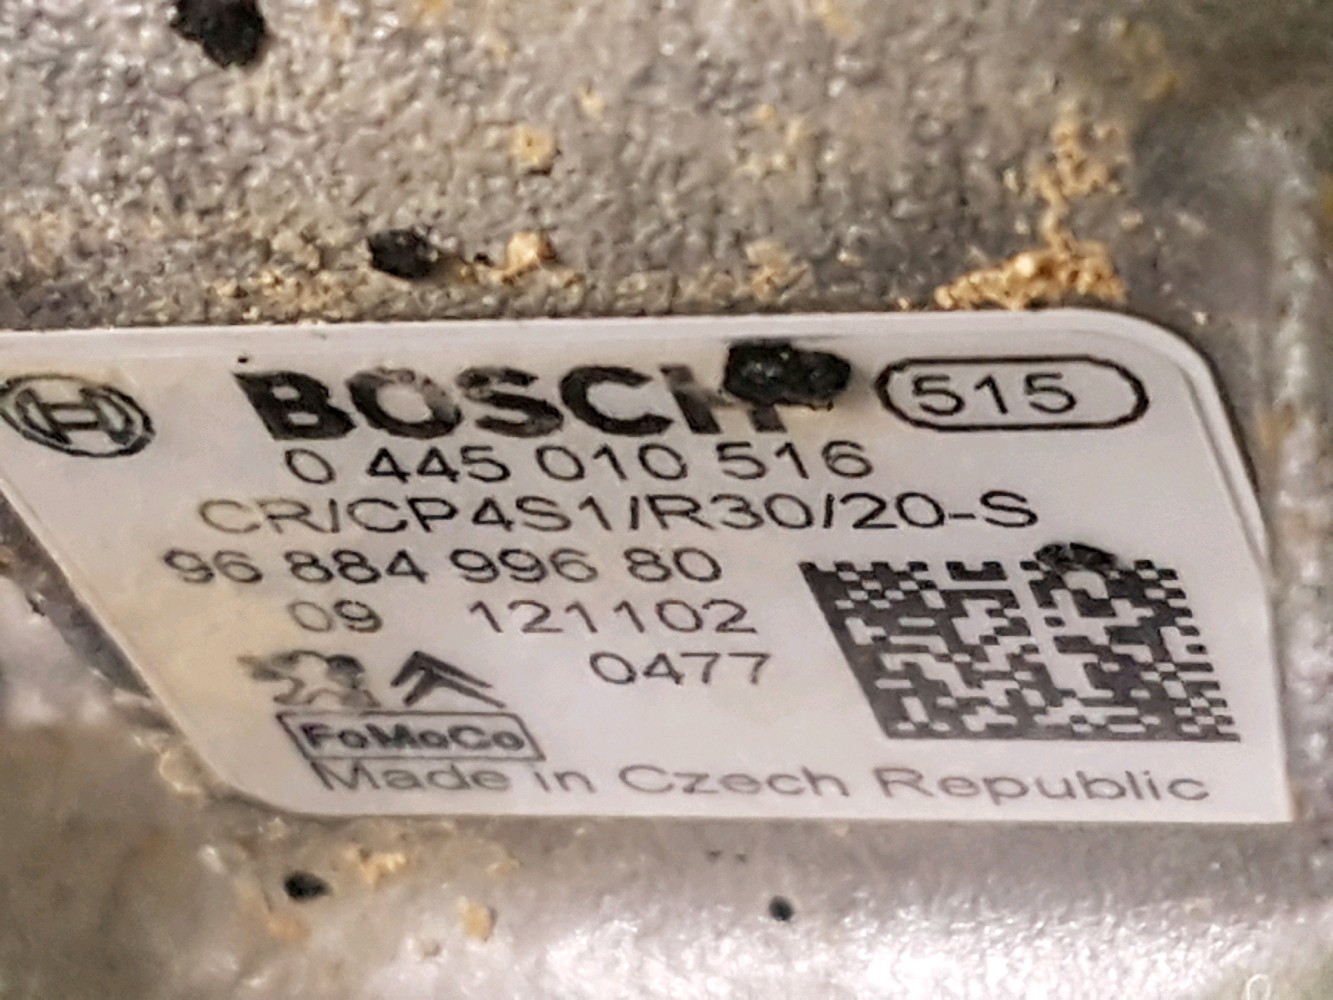 BOSCH 515
0 445 010 516
CR/CP4S1/R30/20-S
96 884 996 80
09 121102
0477
FoMoCo
Made in Czech Republic